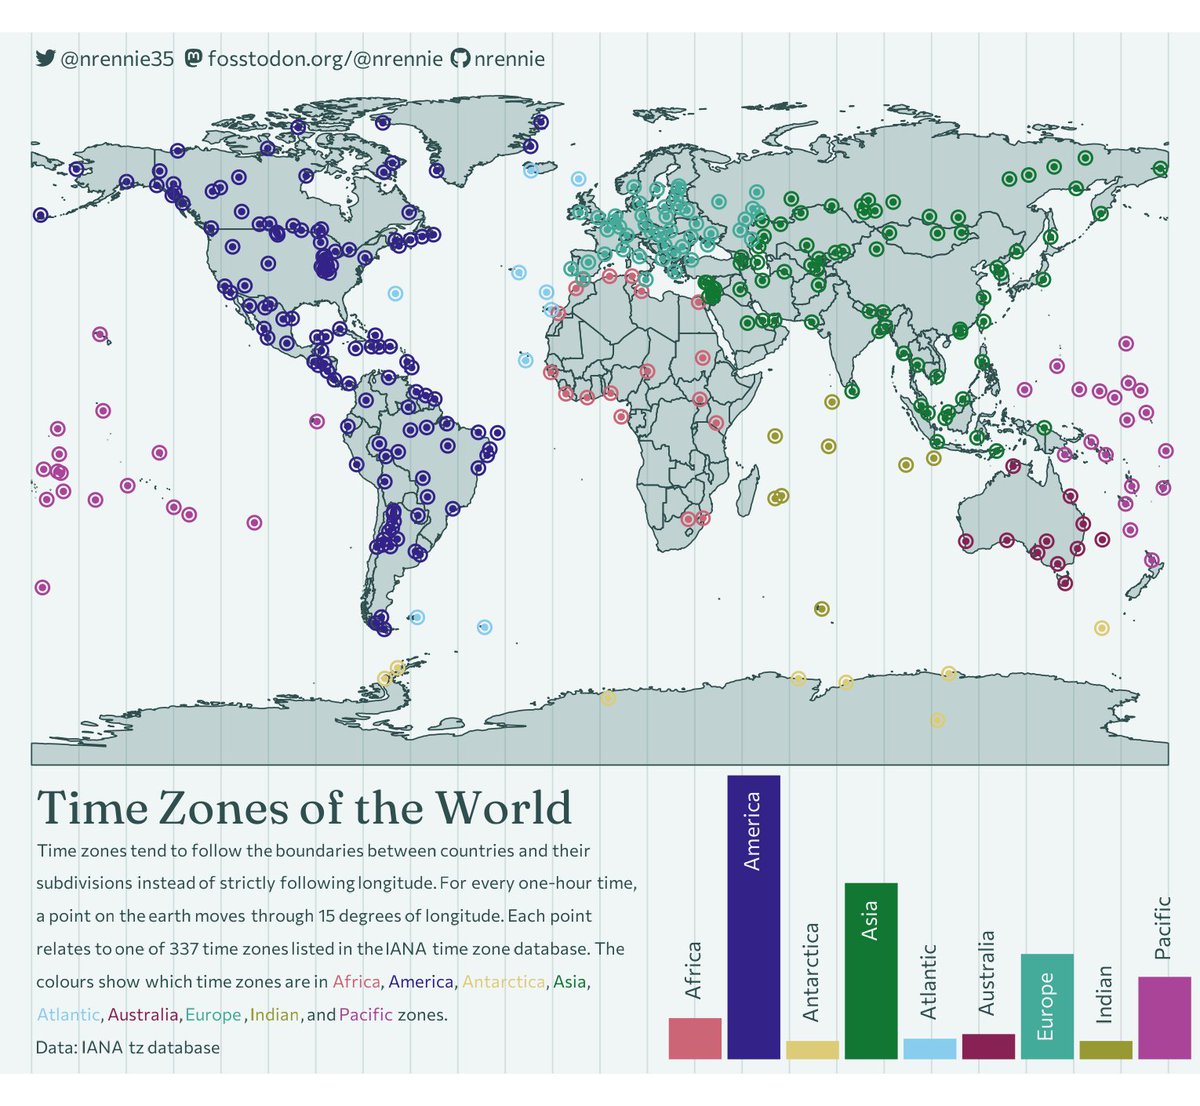 @nrennie35 fosstodon.org/@nrennie nrennie
Time Zones of the World
Time zones tend to follow the boundaries between countries and their
subdivisions instead of strictly following longitude. For every one-hour time,
a point on the earth moves through 15 degrees of longitude. Each point
relates to one of 337 time zones listed in the IANA time zone database. The
colours show which time zones are in Africa, America, Antarctica, Asia,
Atlantic, Australia, Europe, Indian, and Pacific zones.
Data: IANA tz database
Africa
America
Antarctica
Asia
Atlantic
Australia
Europe
Indian
Pacific